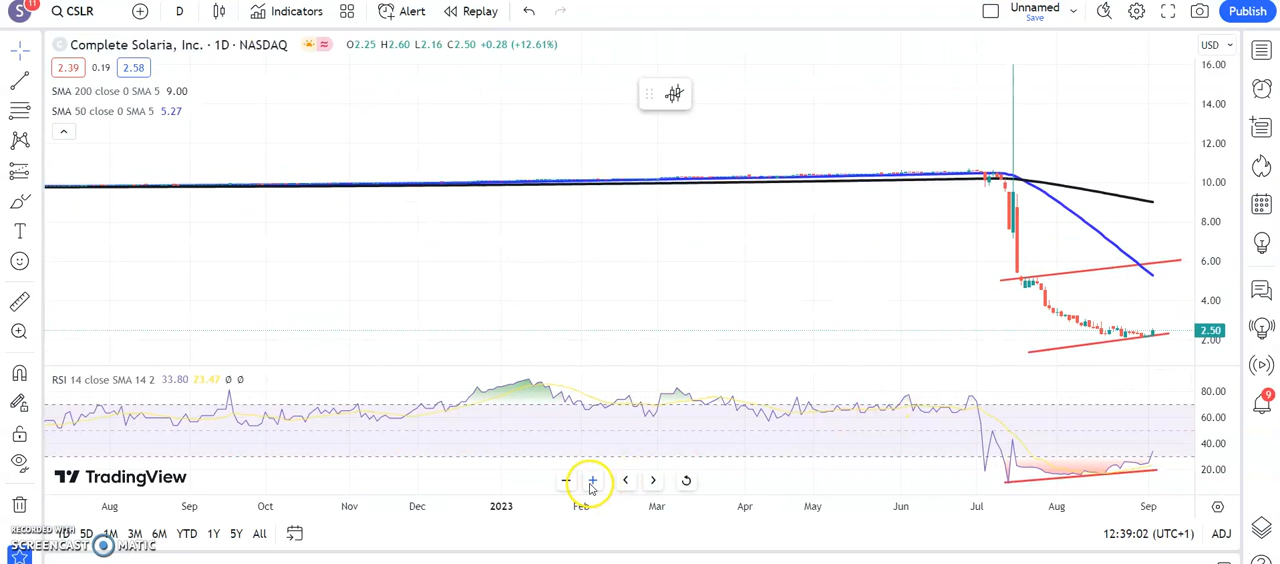 S 11 CSLR D Indicators Alert Replay Unnamed Save Publish
Complete Solaria, Inc. · 1D · NASDAQ O2.25 H2.60 L2.16 C2.50 +0.28 (+12.61%) USD
2.39 0.19 2.58
SMA 200 close 0 SMA 5 9.00
SMA 50 close 0 SMA 5 5.27
16.00
14.00
12.00
10.00
8.00
6.00
4.00
2.50
2.00
RSI 14 close SMA 14 2 33.80 23.47 Ø Ø
80.00
60.00
40.00
20.00
9
TradingView
Aug Sep Oct Nov Dec 2023 Feb Mar Apr May Jun Jul Aug Sep
1D 5D 1M 3M 6M YTD 1Y 5Y All 12:39:02 (UTC+1) ADJ
RECORDED WITH
SCREENCAST MATIC